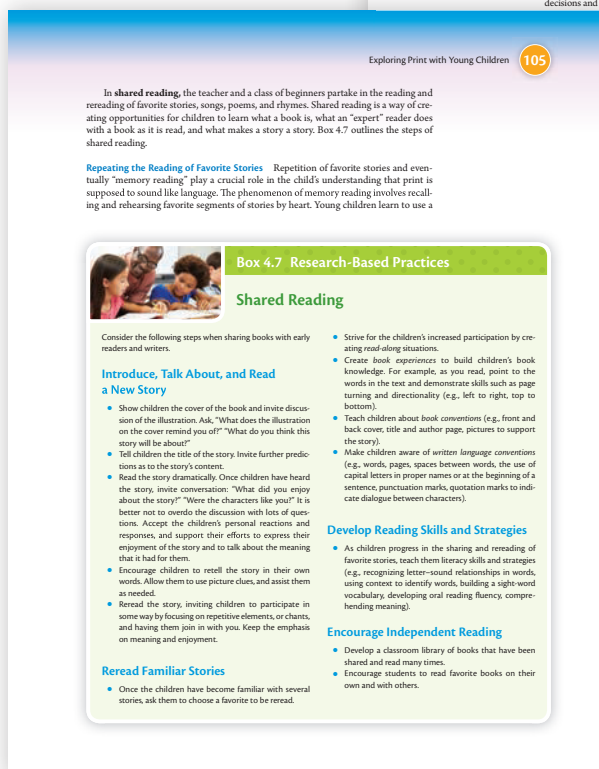 decisions and
Exploring Print with Young Children 105
In shared reading, the teacher and a class of beginners partake in the reading and
rereading of favorite stories, songs, poems, and rhymes. Shared reading is a way of cre-
ating opportunities for children to learn what a book is, what an “expert” reader does
with a book as it is read, and what makes a story a story. Box 4.7 outlines the steps of
shared reading.
Repeating the Reading of Favorite Stories Repetition of favorite stories and even-
tually “memory reading” play a crucial role in the child’s understanding that print is
supposed to sound like language. The phenomenon of memory reading involves recall-
ing and rehearsing favorite segments of stories by heart. Young children learn to use a
Box 4.7 Research-Based Practices
Shared Reading
Consider the following steps when sharing books with early
readers and writers.
Introduce, Talk About, and Read
a New Story
• Show children the cover of the book and invite discus-
sion of the illustration. Ask, “What does the illustration
on the cover remind you of?” “What do you think this
story will be about?”
• Tell children the title of the story. Invite further predic-
tions as to the story’s content.
• Read the story dramatically. Once children have heard
the story, invite conversation: “What did you enjoy
about the story?” “Were the characters like you?” It is
better not to overdo the discussion with lots of ques-
tions. Accept the children’s personal reactions and
responses, and support their efforts to express their
enjoyment of the story and to talk about the meaning
that it had for them.
• Encourage children to retell the story in their own
words. Allow them to use picture clues, and assist them
as needed.
• Reread the story, inviting children to participate in
some way by focusing on repetitive elements, or chants,
and having them join in with you. Keep the emphasis
on meaning and enjoyment.
Reread Familiar Stories
• Once the children have become familiar with several
stories, ask them to choose a favorite to be reread.
• Strive for the children’s increased participation by cre-
ating read-along situations.
• Create book experiences to build children’s book
knowledge. For example, as you read, point to the
words in the text and demonstrate skills such as page
turning and directionality (e.g., left to right, top to
bottom).
• Teach children about book conventions (e.g., front and
back cover, title and author page, pictures to support
the story).
• Make children aware of written language conventions
(e.g., words, pages, spaces between words, the use of
capital letters in proper names or at the beginning of a
sentence, punctuation marks, quotation marks to indi-
cate dialogue between characters).
Develop Reading Skills and Strategies
• As children progress in the sharing and rereading of
favorite stories, teach them literacy skills and strategies
(e.g., recognizing letter–sound relationships in words,
using context to identify words, building a sight-word
vocabulary, developing oral reading fluency, compre-
hending meaning).
Encourage Independent Reading
• Develop a classroom library of books that have been
shared and read many times.
• Encourage students to read favorite books on their
own and with others.